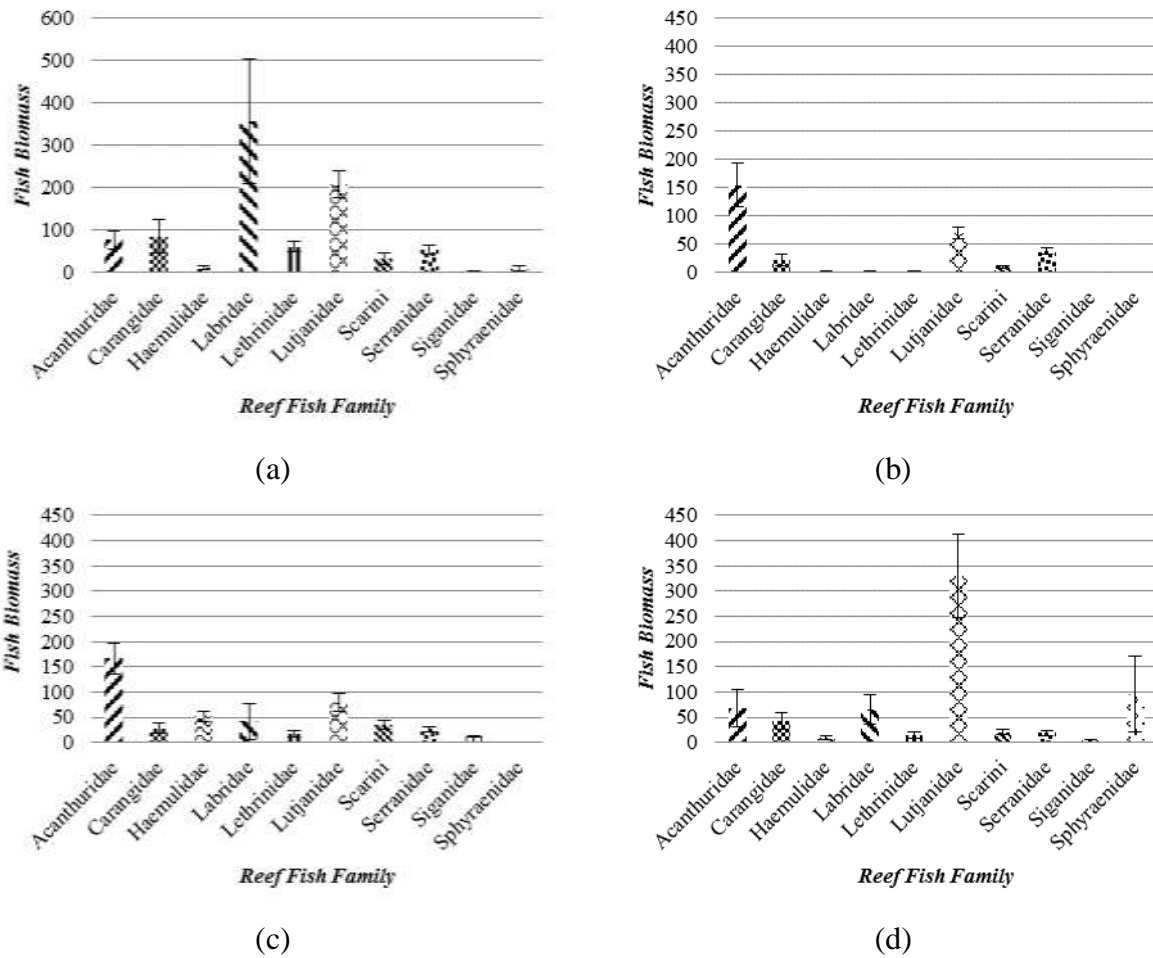 600
500
400
300
200
100
0
Fish Biomass
Acanthuridae
Carangidae
Haemulidae
Labridae
Lethrinidae
Lutjanidae
Scarini
Serranidae
Siganidae
Sphyraenidae
Reef Fish Family
(a)
450
400
350
300
250
200
150
100
50
0
Fish Biomass
Acanthuridae
Carangidae
Haemulidae
Labridae
Lethrinidae
Lutjanidae
Scarini
Serranidae
Siganidae
Sphyraenidae
Reef Fish Family
(b)
450
400
350
300
250
200
150
100
50
0
Fish Biomass
Acanthuridae
Carangidae
Haemulidae
Labridae
Lethrinidae
Lutjanidae
Scarini
Serranidae
Siganidae
Sphyraenidae
Reef Fish Family
(c)
450
400
350
300
250
200
150
100
50
0
Fish Biomass
Acanthuridae
Carangidae
Haemulidae
Labridae
Lethrinidae
Lutjanidae
Scarini
Serranidae
Siganidae
Sphyraenidae
Reef Fish Family
(d)